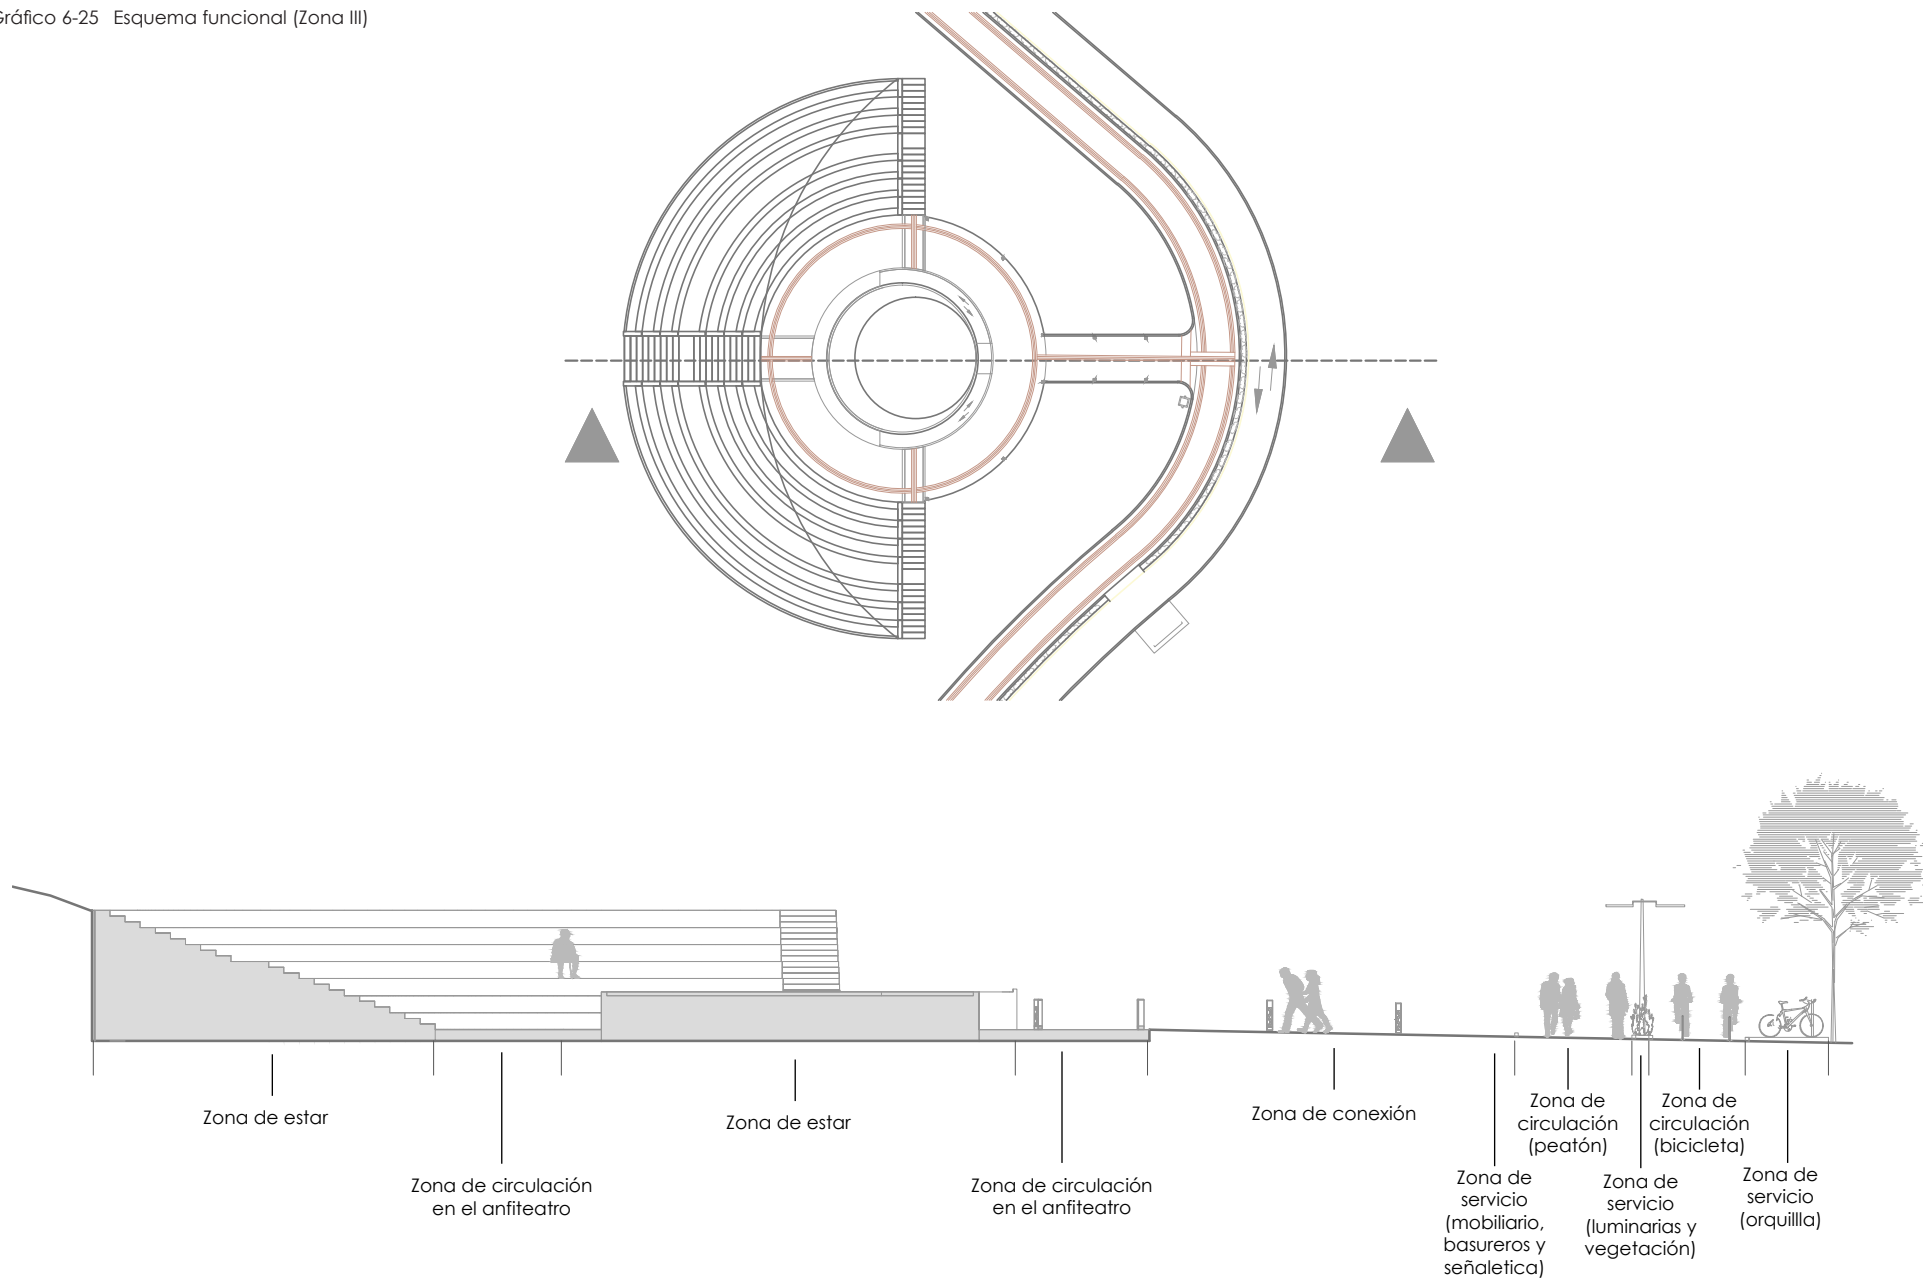 Gráfico 6-25 Esquema funcional (Zona III)
Zona de estar
Zona de circulación
en el anfiteatro
Zona de estar
Zona de circulación
en el anfiteatro
Zona de conexión
Zona de
servicio
(mobiliario,
basureros y
señaletica)
Zona de
circulación
(peatón)
Zona de
servicio
(luminarias y
vegetación)
Zona de
circulación
(bicicleta)
Zona de
servicio
(orquillla)